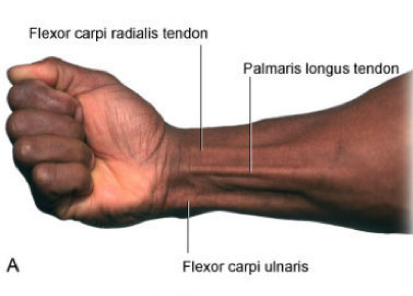 Flexor carpi radialis tendon
Palmaris longus tendon
A
Flexor carpi ulnaris